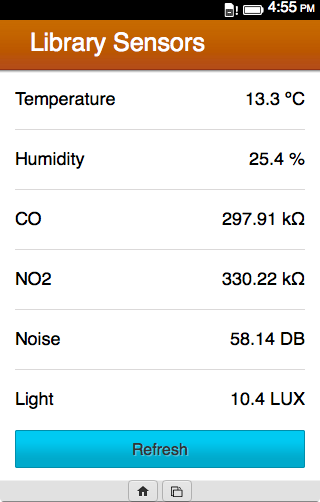 4:55 PM
Library Sensors
Temperature 13.3 ºC
Humidity 25.4 %
CO 297.91 kΩ
NO2 330.22 kΩ
Noise 58.14 DB
Light 10.4 LUX
Refresh